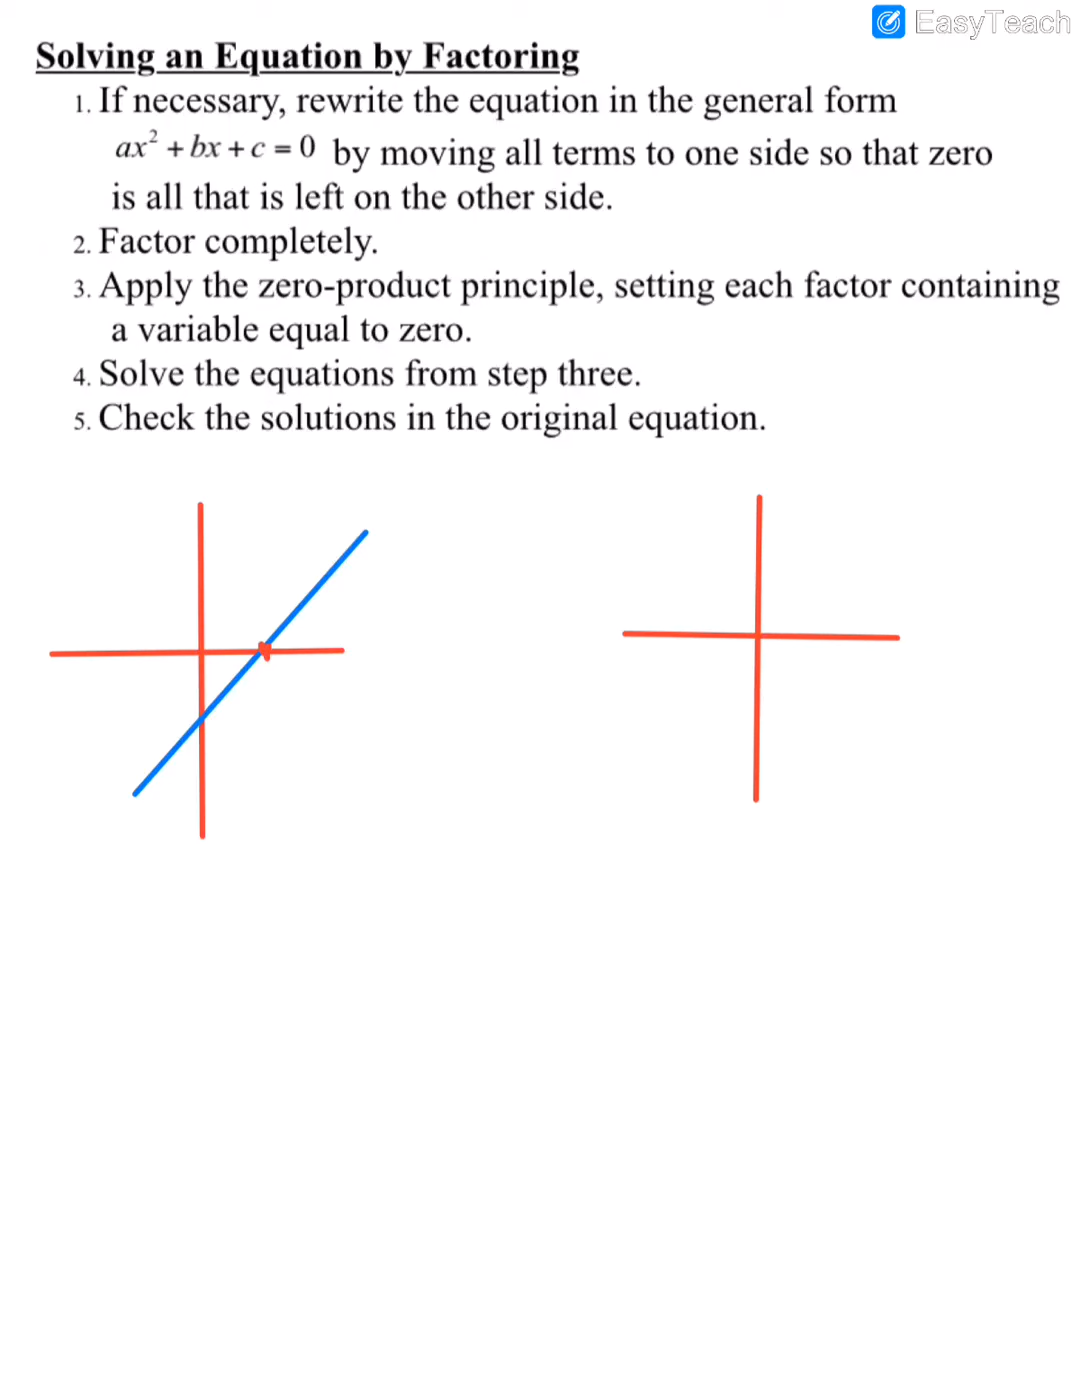 EasyTeach
Solving an Equation by Factoring
1. If necessary, rewrite the equation in the general form
ax² + bx + c = 0 by moving all terms to one side so that zero
is all that is left on the other side.
2. Factor completely.
3. Apply the zero-product principle, setting each factor containing
a variable equal to zero.
4. Solve the equations from step three.
5. Check the solutions in the original equation.